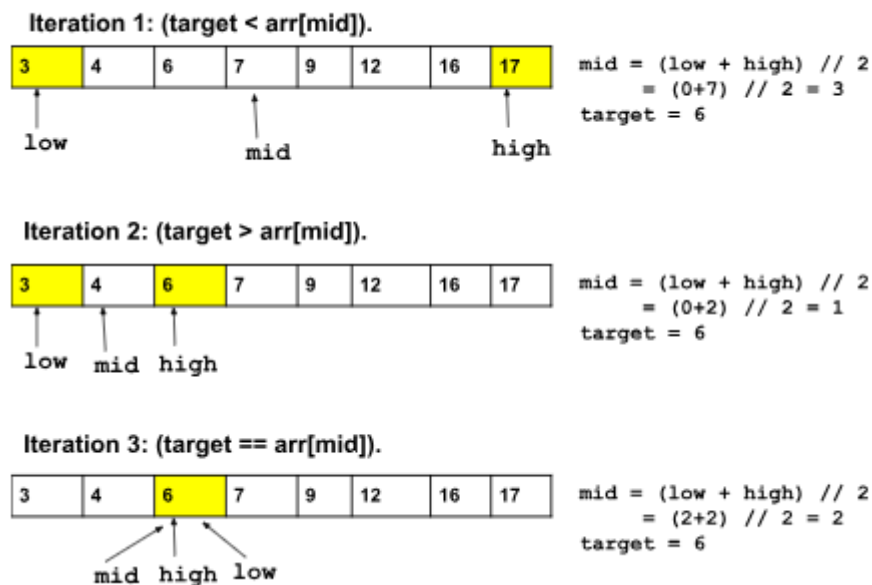 Iteration 1: (target < arr[mid]).
3 4 6 7 9 12 16 17
mid = (low + high) // 2
= (0+7) // 2 = 3
target = 6
low mid high
Iteration 2: (target > arr[mid]).
3 4 6 7 9 12 16 17
mid = (low + high) // 2
= (0+2) // 2 = 1
target = 6
low mid high
Iteration 3: (target == arr[mid]).
3 4 6 7 9 12 16 17
mid = (low + high) // 2
= (2+2) // 2 = 2
target = 6
mid high low